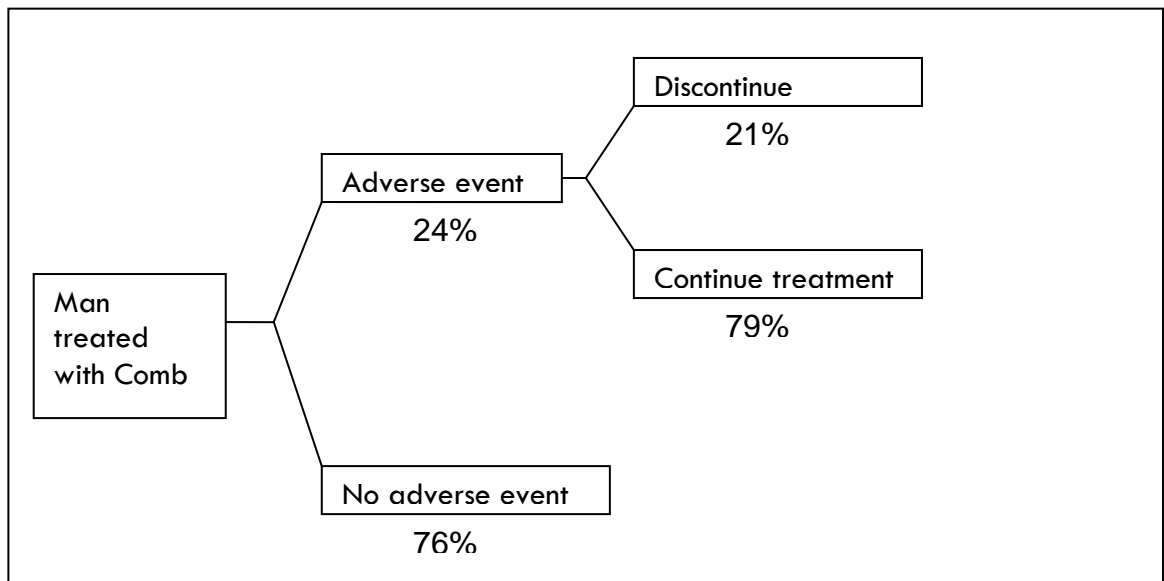 Discontinue
21%
Adverse event
24%
Continue treatment
79%
Man
treated
with Comb
No adverse event
76%